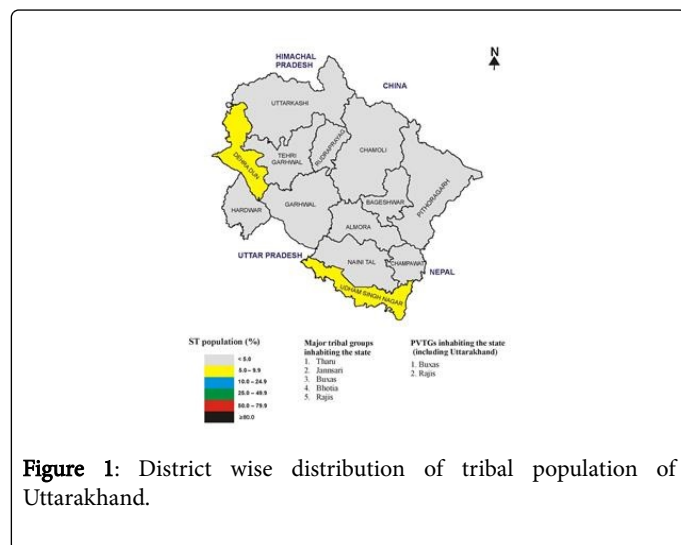 N
HIMACHAL
PRADESH
CHINA
UTTARKASHI
DEHRA DUN
TEHRI
GARHWAL
RUDRAPRAYAG
CHAMOLI
HARDWAR
GARHWAL
BAGESHWAR
PITHORAGARH
ALMORA
UTTAR PRADESH
NAINI TAL
CHAMPAWAT
NEPAL
UDHAM SINGH NAGAR
ST population (%)
< 5.0
5.0 – 9.9
10.0 – 24.9
25.0 – 49.9
50.0 – 79.9
≥80.0
Major tribal groups
inhabiting the state
1. Tharu
2. Jannsari
3. Buxas
4. Bhotia
5. Rajis
PVTGs inhabiting the state
(including Uttarakhand)
1. Buxas
2. Rajis
Figure 1: District wise distribution of tribal population of
Uttarakhand.